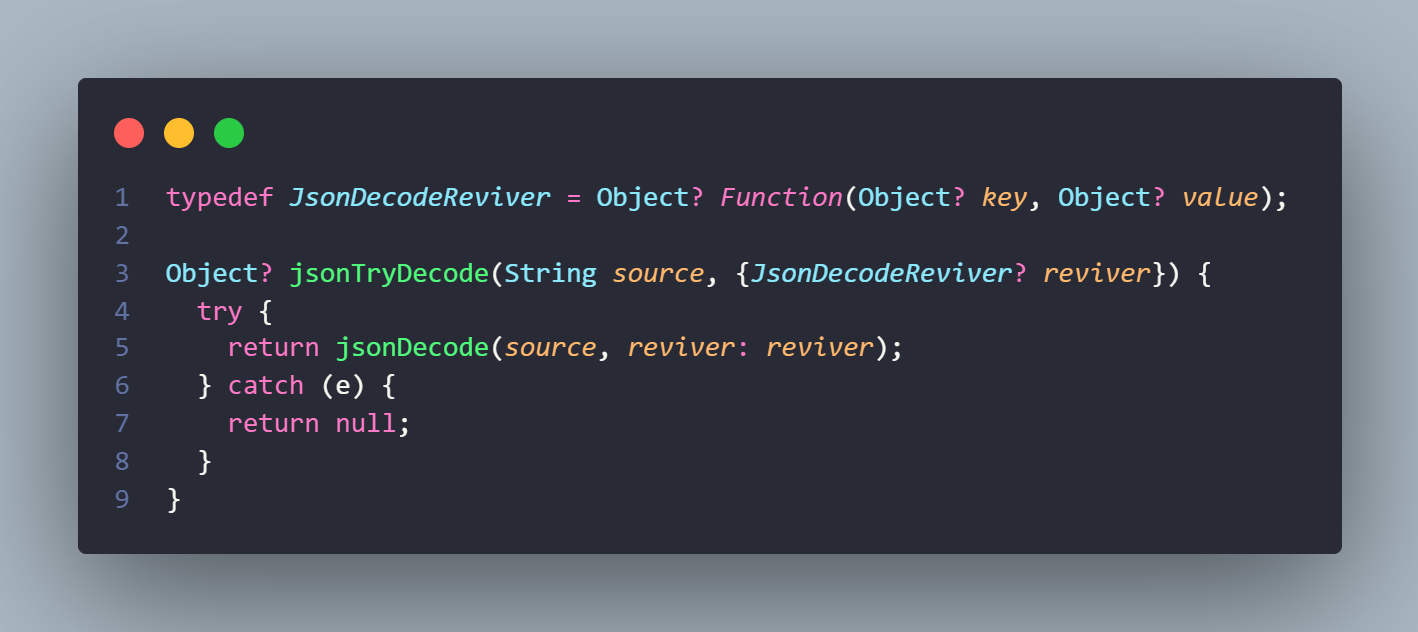 1 typedef JsonDecodeReviver = Object? Function(Object? key, Object? value);
2
3 Object? jsonTryDecode(String source, {JsonDecodeReviver? reviver}) {
4   try {
5     return jsonDecode(source, reviver: reviver);
6   } catch (e) {
7     return null;
8   }
9 }